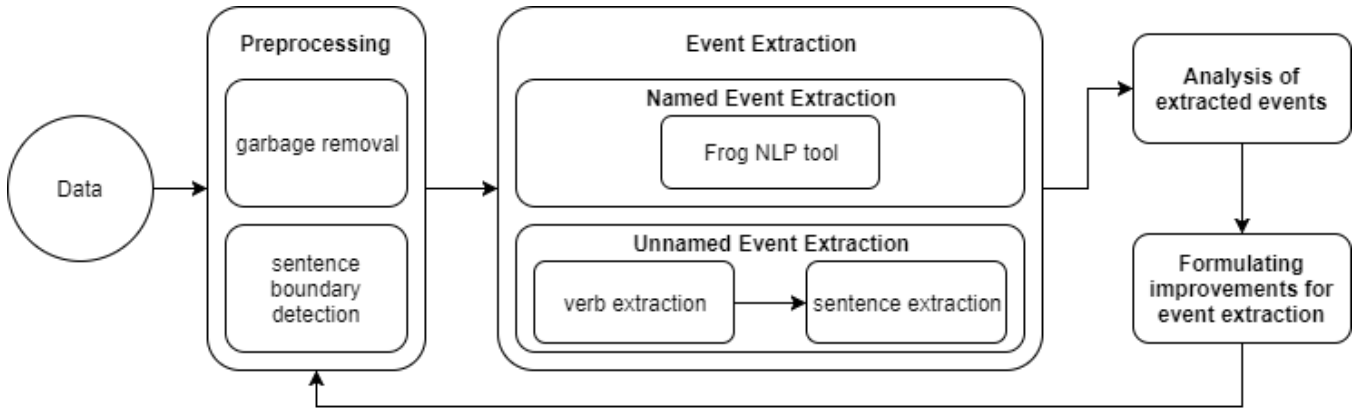 Data
Preprocessing
garbage removal
sentence
boundary
detection
Event Extraction
Named Event Extraction
Frog NLP tool
Unnamed Event Extraction
verb extraction
sentence extraction
Analysis of
extracted events
Formulating
improvements for
event extraction